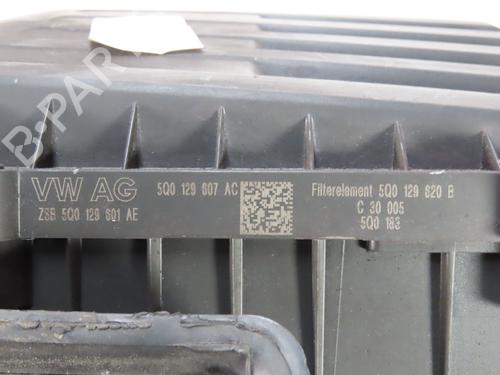 VW AG
5Q0 129 607 AC
ZSB 5Q0 129 601 AE
Filterelement 5Q0 129 620 B
C 30 005
5Q0 183
B-PARTS